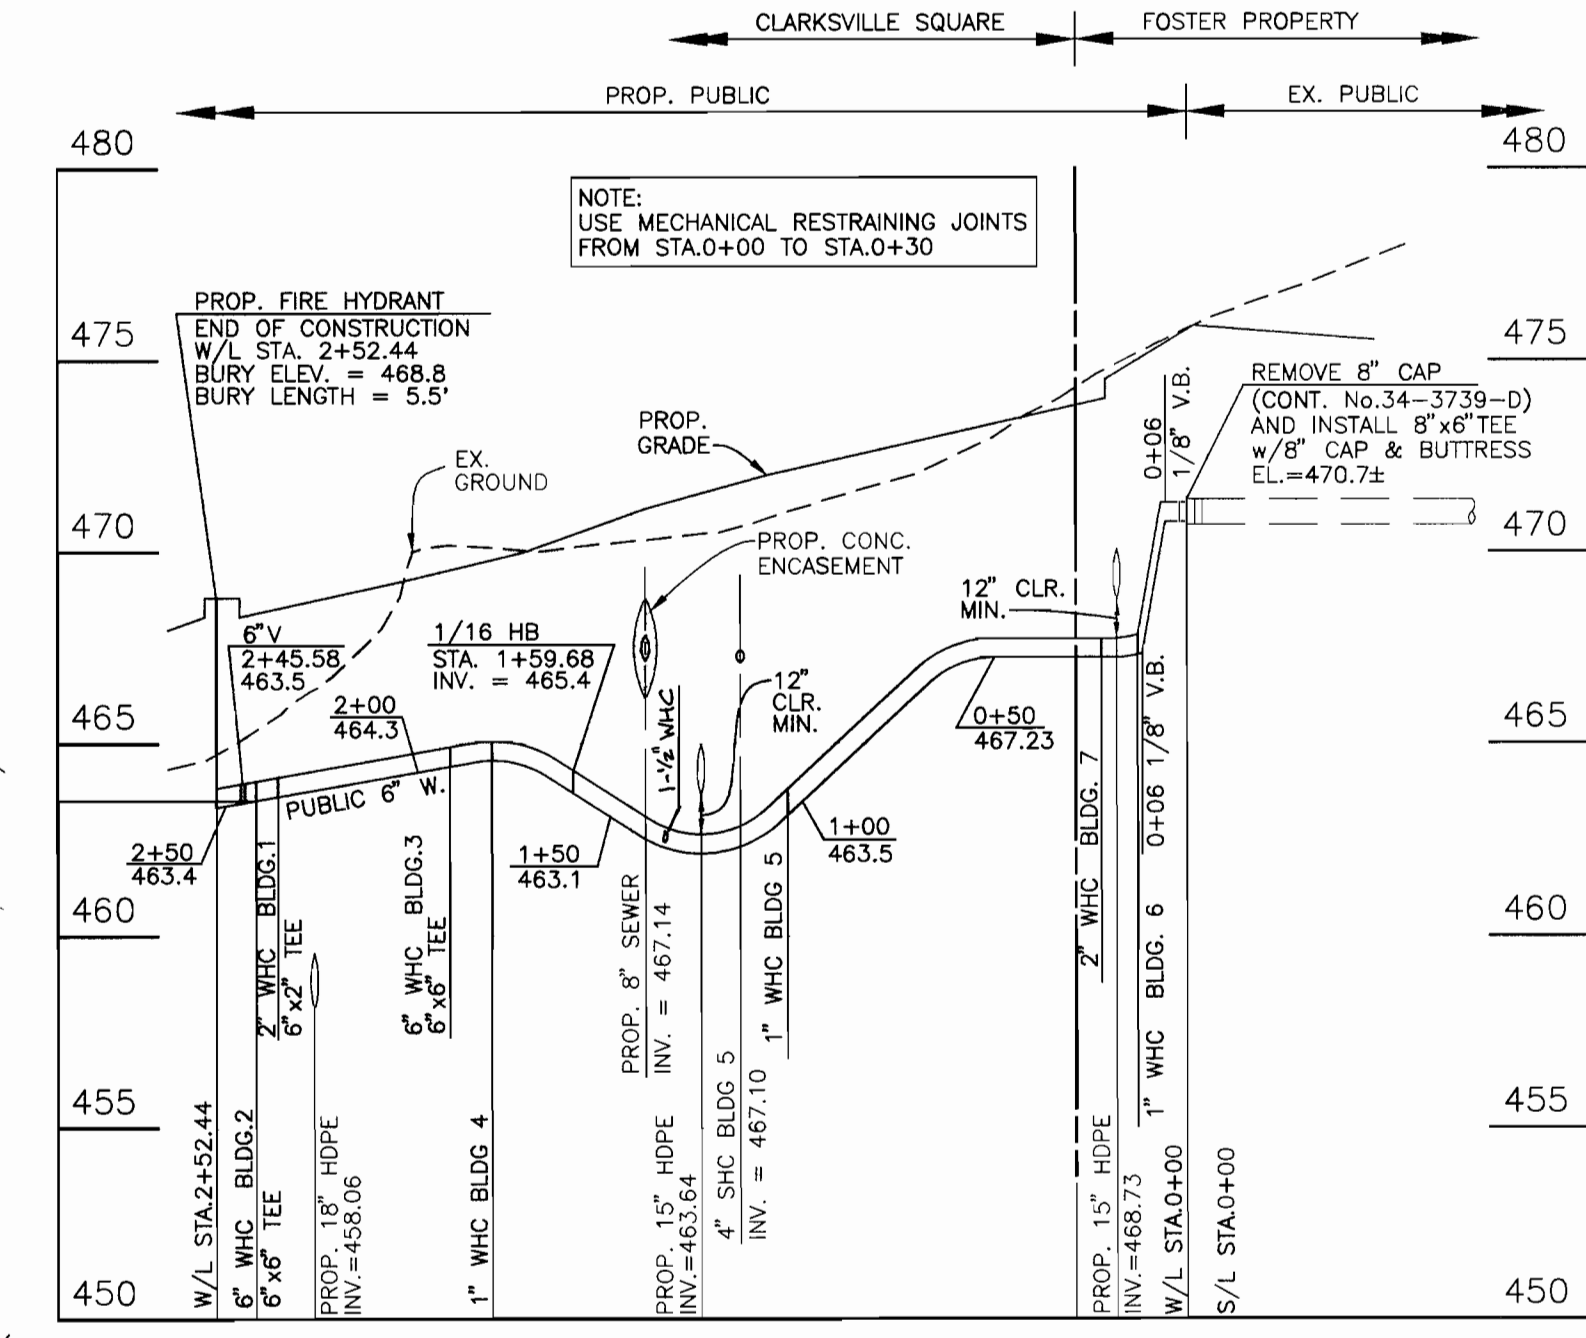 CLARKSVILLE SQUARE
FOSTER PROPERTY
PROP. PUBLIC
EX. PUBLIC
480
480
NOTE:
USE MECHANICAL RESTRAINING JOINTS
FROM STA.0+00 TO STA.0+30
PROP. FIRE HYDRANT
END OF CONSTRUCTION
W/L STA. 2+52.44
BURY ELEV. = 468.8
BURY LENGTH = 5.5'
475
475
REMOVE 8" CAP
(CONT. No.34-3739-D)
AND INSTALL 8"x6" TEE
w/8" CAP & BUTTRESS
EL.=470.7±
0+06
1/8" V.B.
PROP.
GRADE
EX.
GROUND
470
470
PROP. CONC.
ENCASEMENT
12" CLR.
MIN.
6"V
2+45.58
463.5
1/16 HB
STA. 1+59.68
INV. = 465.4
2+00
464.3
1-1/2" WHC
12"
CLR.
MIN.
0+50
467.23
465
465
PUBLIC 6" W.
2+50
463.4
1+50
463.1
1+00
463.5
460
460
455
455
450
450
W/L STA.2+52.44
6" WHC BLDG.2
6"x6" TEE
2" WHC BLDG.1
6"x2" TEE
PROP. 18" HDPE
INV.=458.06
6" WHC BLDG.3
6"x6" TEE
1" WHC BLDG 4
PROP. 8" SEWER
INV. = 467.14
PROP. 15" HDPE
INV.=463.64
4" SHC BLDG 5
INV. = 467.10
1" WHC BLDG 5
2" WHC BLDG. 7
PROP. 15" HDPE
INV.=468.73
0+06 1/8" V.B.
1" WHC BLDG. 6
W/L STA.0+00
S/L STA.0+00